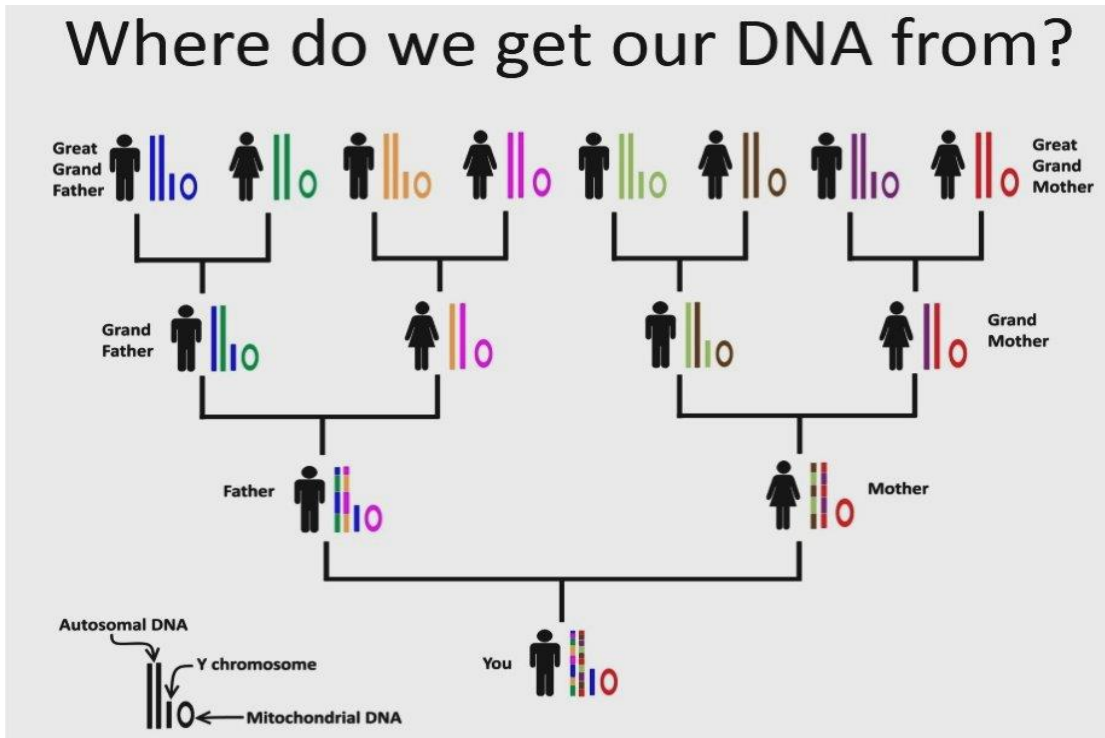 Where do we get our DNA from?
Great
Grand
Father
Great
Grand
Mother
Grand
Father
Grand
Mother
Father
Mother
You
Autosomal DNA
Y chromosome
Mitochondrial DNA